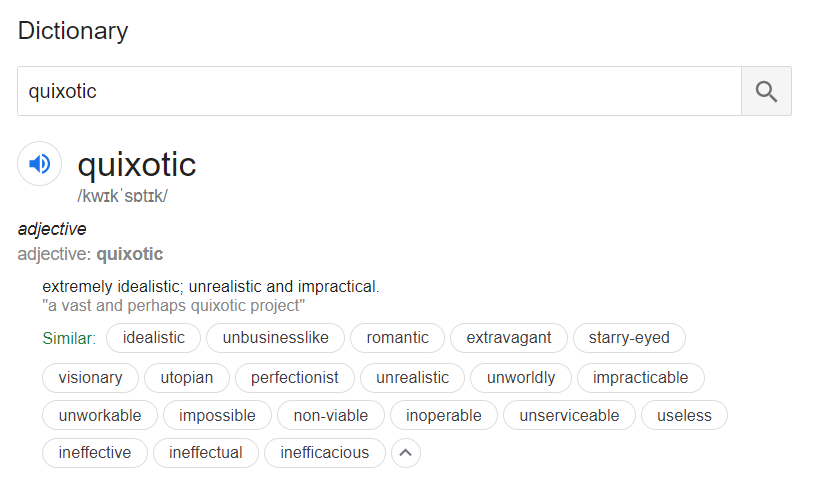 Dictionary
quixotic
quixotic
/kwɪkˈsɒtɪk/
adjective
adjective: quixotic
extremely idealistic; unrealistic and impractical.
"a vast and perhaps quixotic project"
Similar: idealistic unbusinesslike romantic extravagant starry-eyed
visionary utopian perfectionist unrealistic unworldly impracticable
unworkable impossible non-viable inoperable unserviceable useless
ineffective ineffectual inefficacious